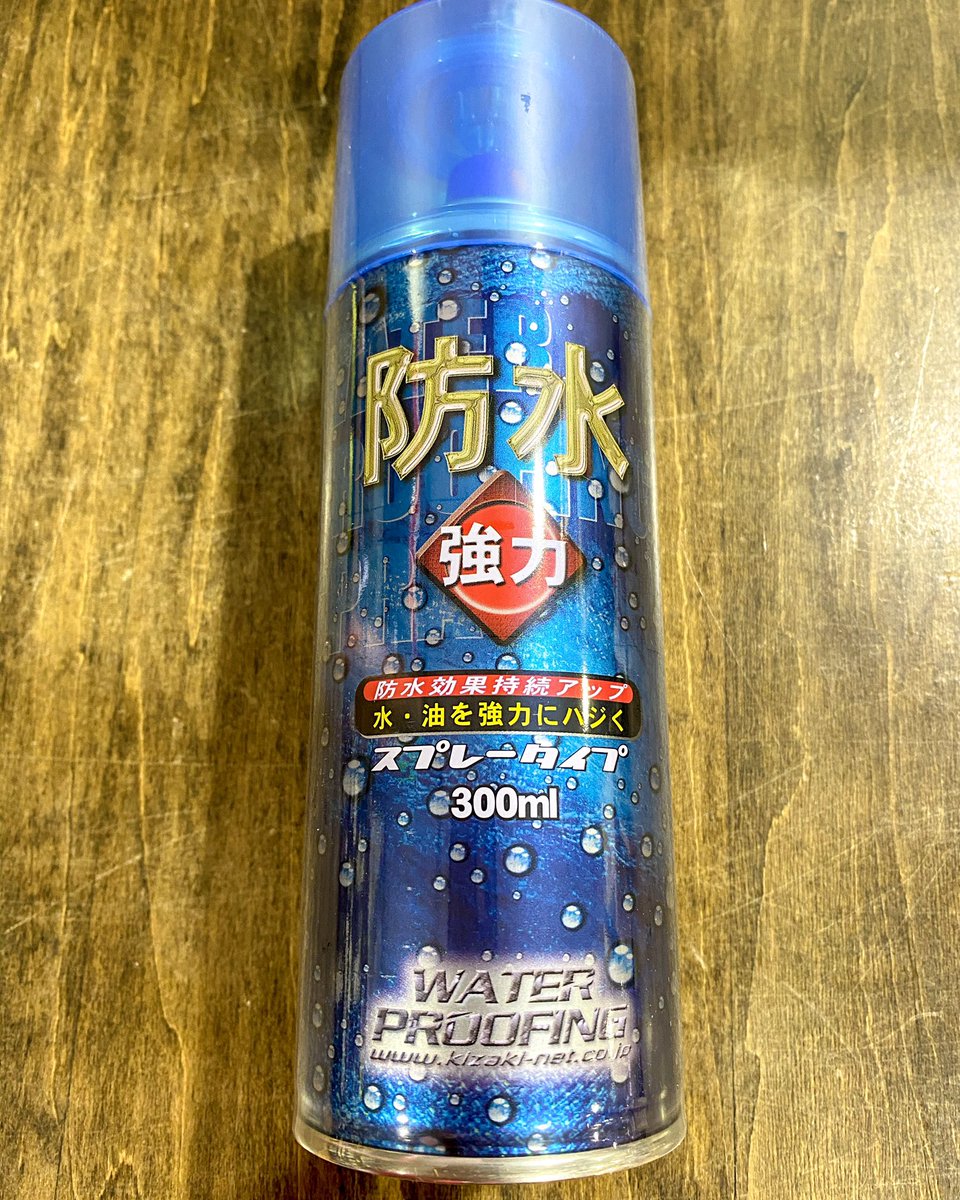 防水
強力
防水効果持続アップ
水・油を強力にハジく
スプレータイプ
300ml
WATER
PROOFING
www.kizaki-net.co.jp